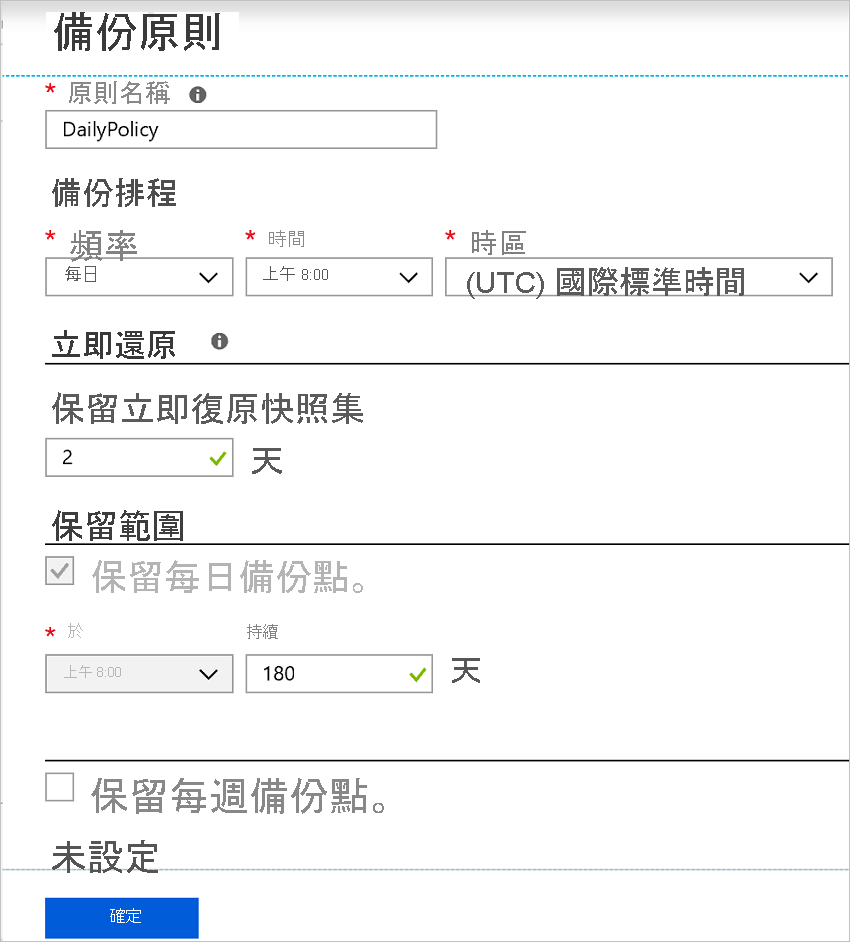 備份原則
* 原則名稱
DailyPolicy
備份排程
* 頻率 * 時間 * 時區
每日 上午 8:00 (UTC) 國際標準時間
立即還原
保留立即復原快照集
2 天
保留範圍
保留每日備份點。
* 於 持續
上午 8:00 180 天
保留每週備份點。
未設定
確定